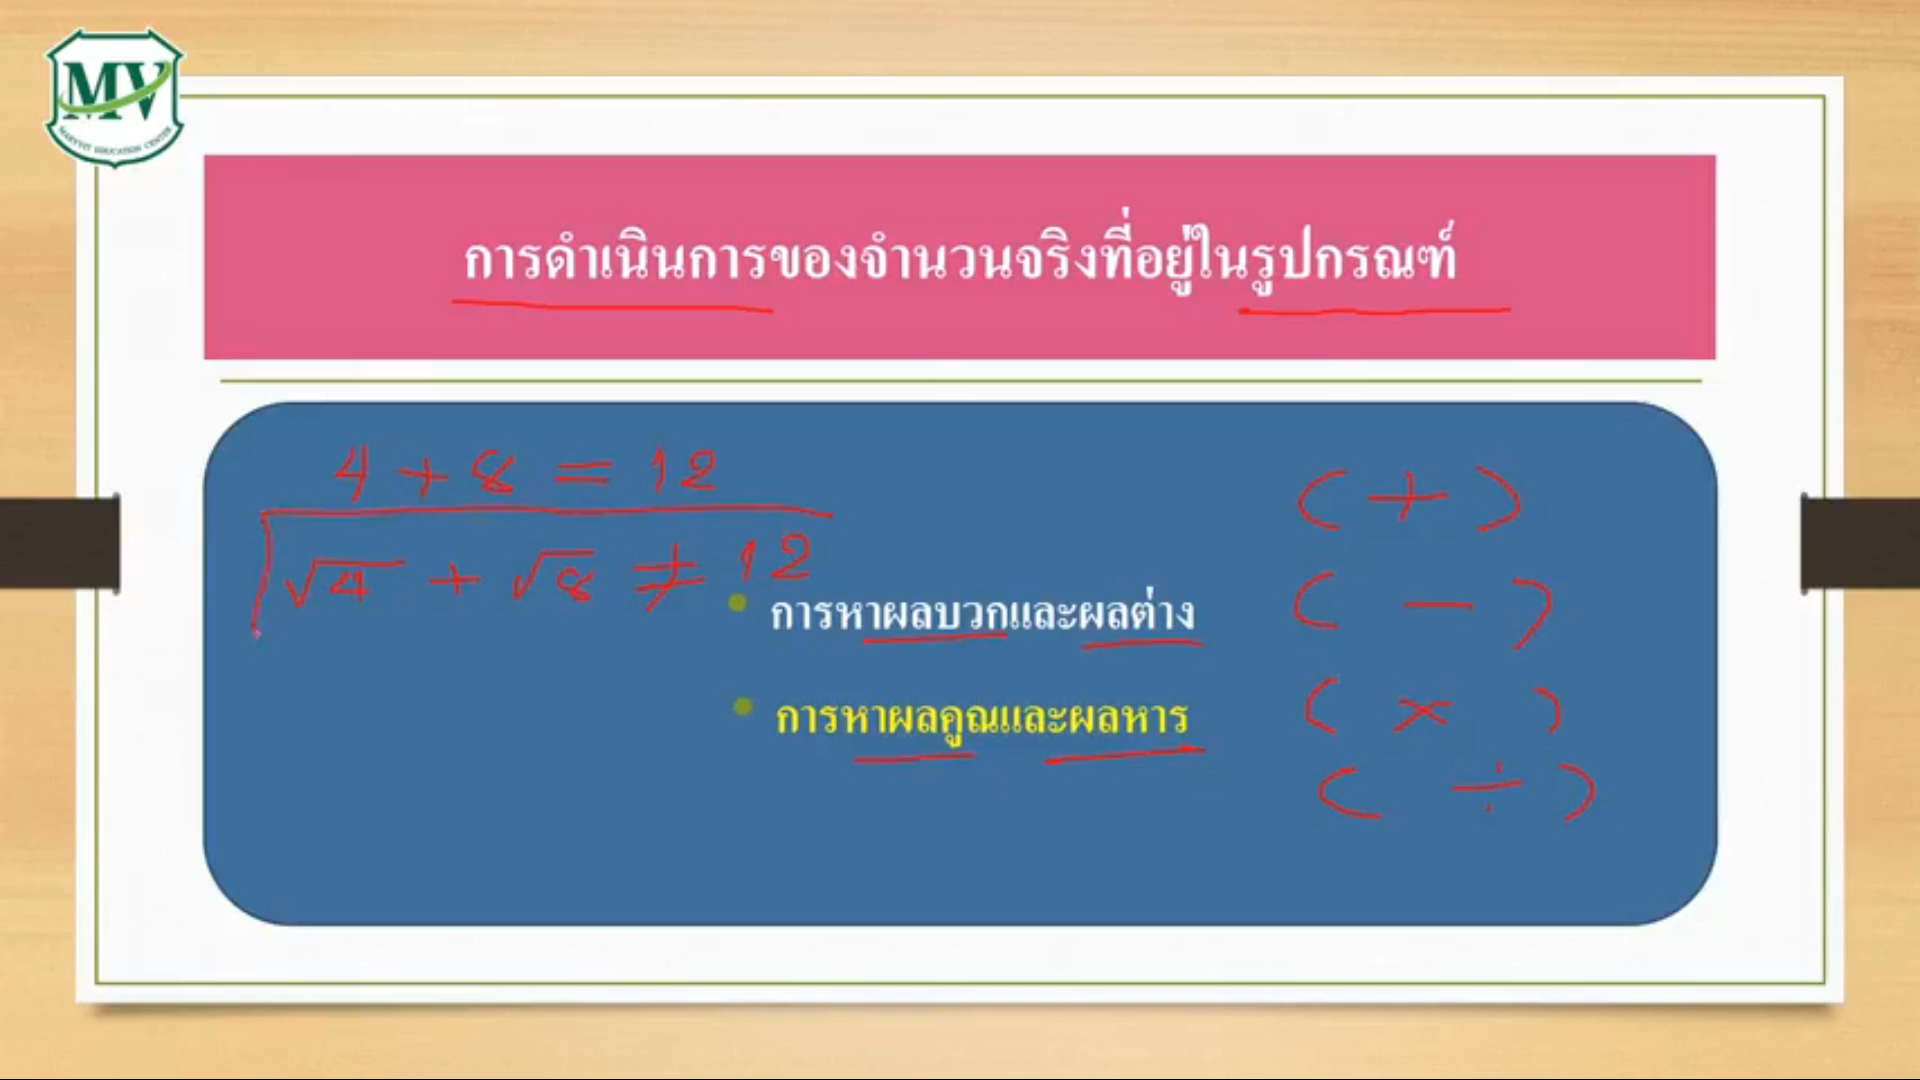 MV
MARYVIT EDUCATION CENTER
การดำเนินการของจำนวนจริงที่อยู่ในรูปกรณฑ์
4 + 8 = 12
√4 + √8 ≠ 12
• การหาผลบวกและผลต่าง
• การหาผลคูณและผลหาร
( + )
( − )
( × )
( ÷ )